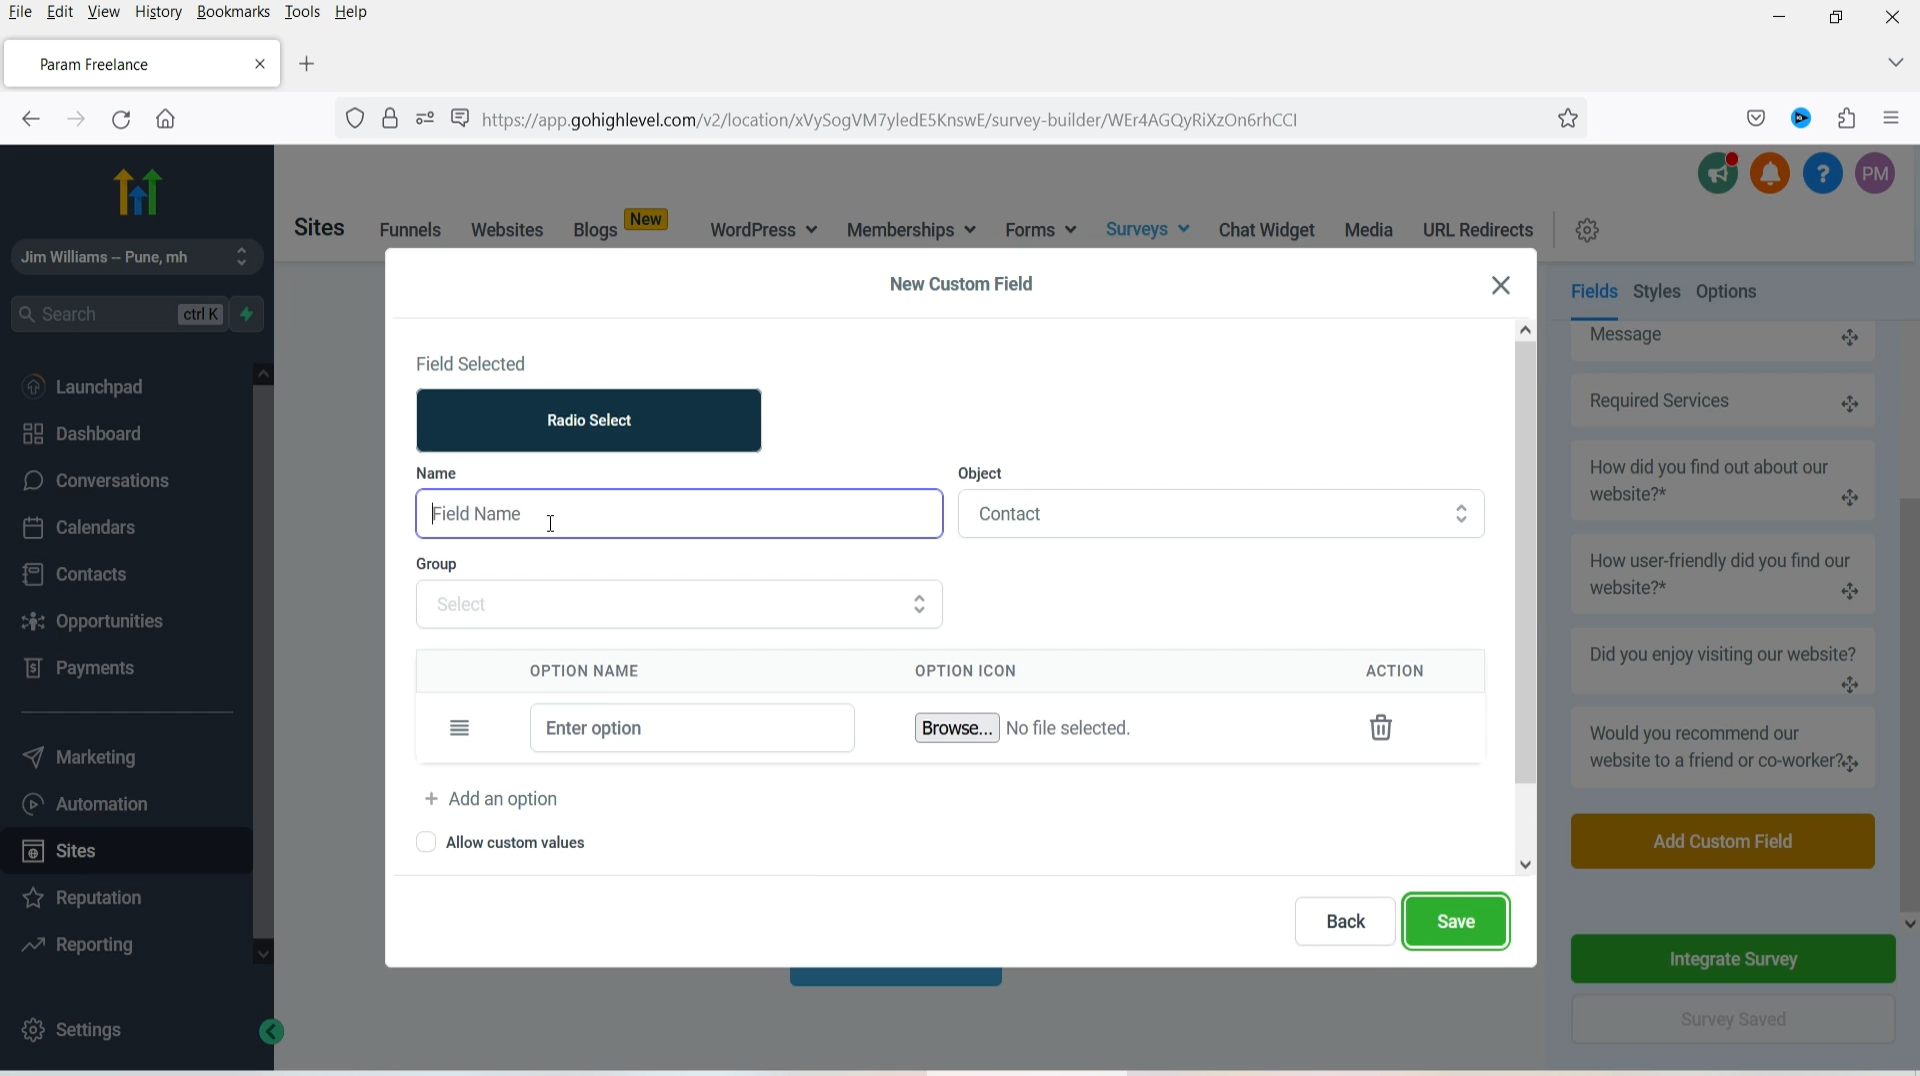 File Edit View History Bookmarks Tools Help
Param Freelance
https://app.gohighlevel.com/v2/location/xVySogVM7yledE5KnswE/survey-builder/WEr4AGQyRiXzOn6rhCCI
PM
Sites Funnels Websites Blogs New WordPress Memberships Forms Surveys Chat Widget Media URL Redirects
Jim Williams -- Pune, mh
Search ctrl K
Launchpad
Dashboard
Conversations
Calendars
Contacts
Opportunities
Payments
Marketing
Automation
Sites
Reputation
Reporting
Settings
New Custom Field
Field Selected
Radio Select
Name Object
Field Name Contact
Group
Select
OPTION NAME OPTION ICON ACTION
Enter option Browse... No file selected.
+ Add an option
Allow custom values
Back Save
Fields Styles Options
Message
Required Services
How did you find out about our
website?*
How user-friendly did you find our
website?*
Did you enjoy visiting our website?
Would you recommend our
website to a friend or co-worker?
Add Custom Field
Integrate Survey
Survey Saved